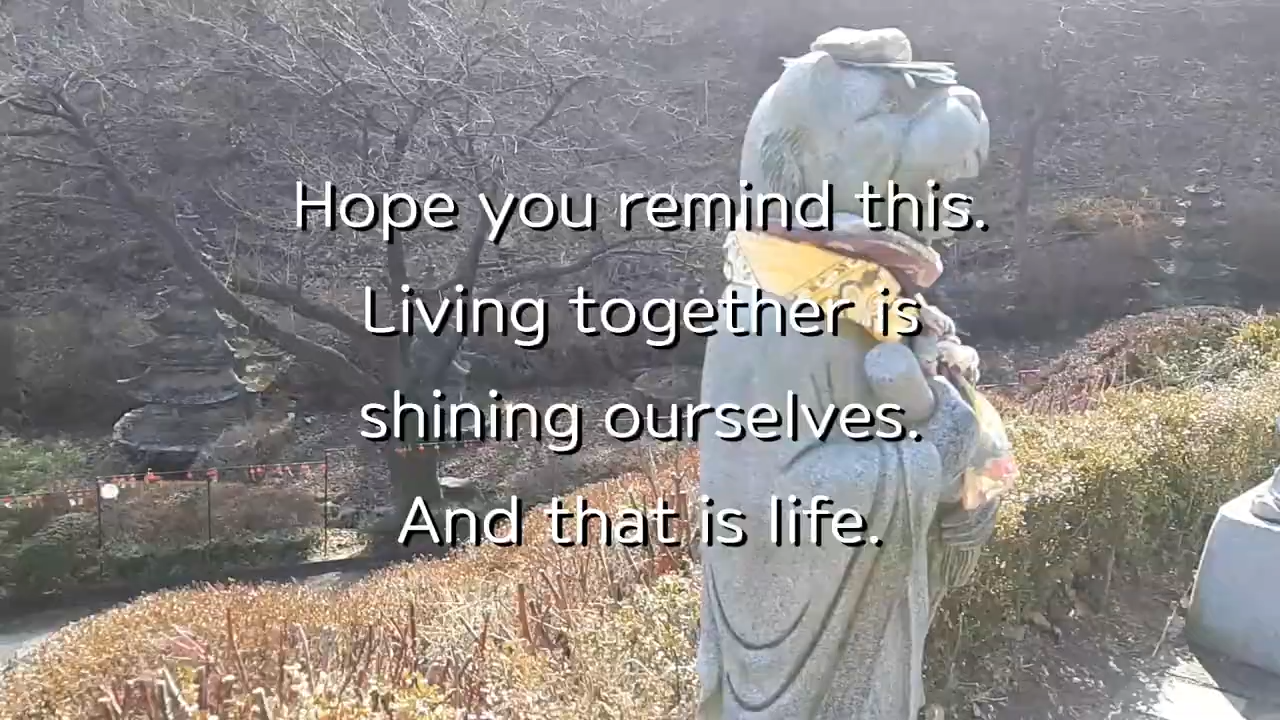 Hope you remind this.
Living together is
shining ourselves.
And that is life.